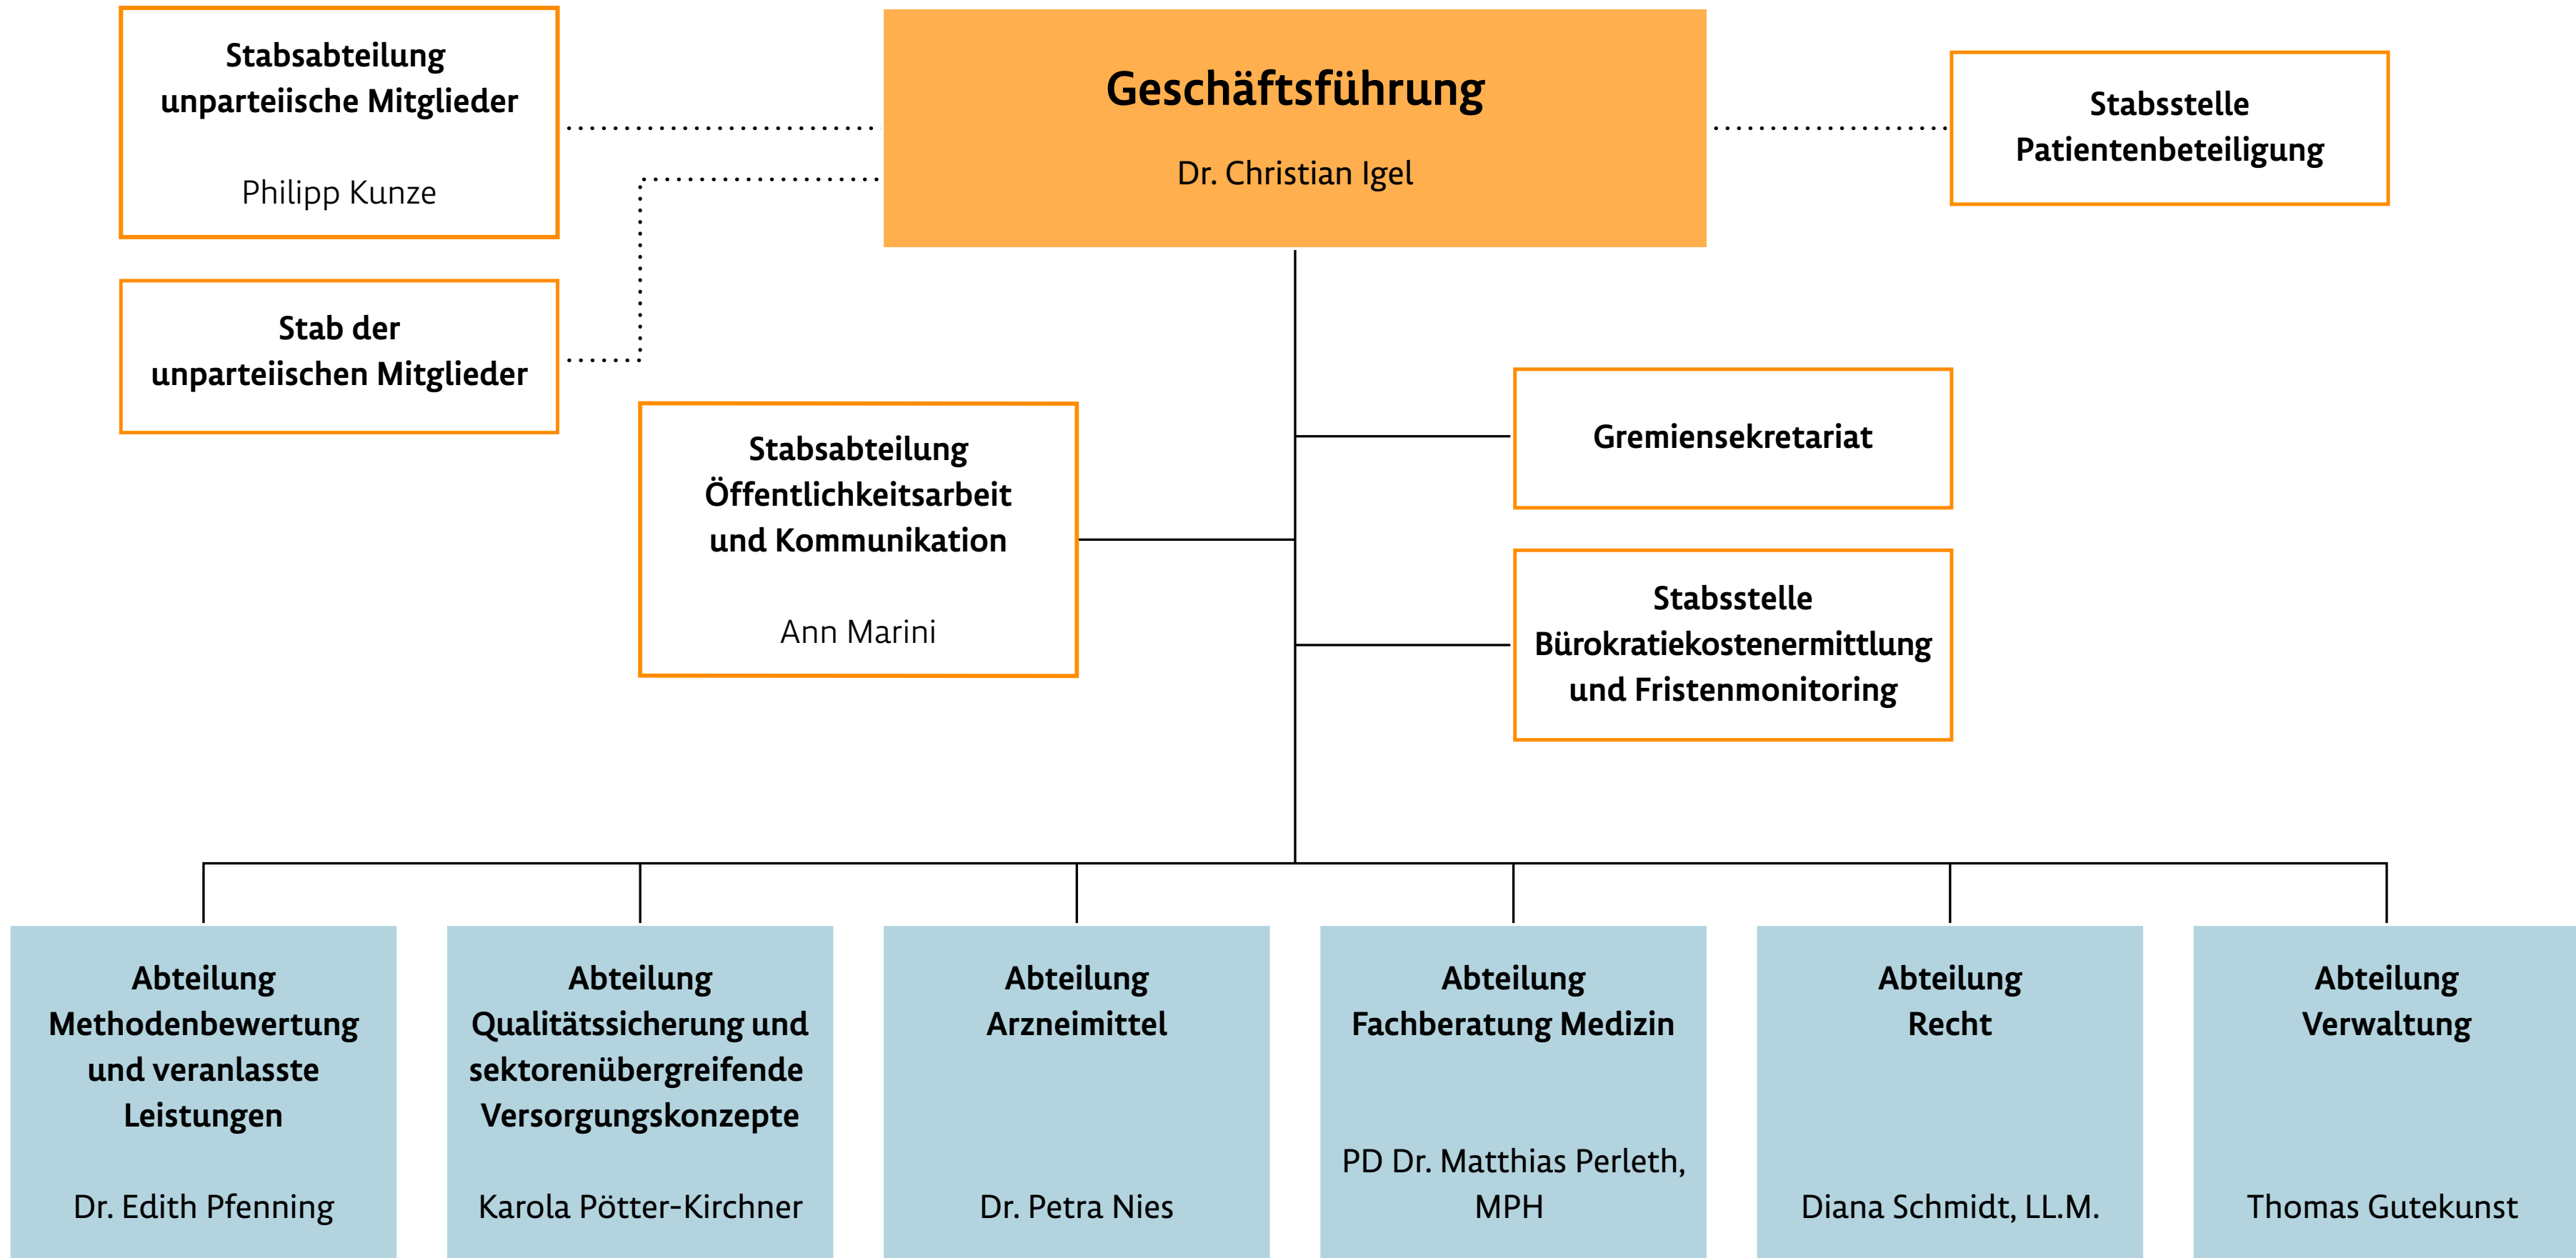 Stabsabteilung
unparteiische Mitglieder
Philipp Kunze
Geschäftsführung
Dr. Christian Igel
Stabsstelle
Patientenbeteiligung
Stab der
unparteiischen Mitglieder
Stabsabteilung
Öffentlichkeitsarbeit
und Kommunikation
Ann Marini
Gremiensekretariat
Stabsstelle
Bürokratiekostenermittlung
und Fristenmonitoring
Abteilung
Methodenbewertung
und veranlasste
Leistungen
Dr. Edith Pfenning
Abteilung
Qualitätssicherung und
sektorenübergreifende
Versorgungskonzepte
Karola Pötter-Kirchner
Abteilung
Arzneimittel
Dr. Petra Nies
Abteilung
Fachberatung Medizin
PD Dr. Matthias Perleth,
MPH
Abteilung
Recht
Diana Schmidt, LL.M.
Abteilung
Verwaltung
Thomas Gutekunst